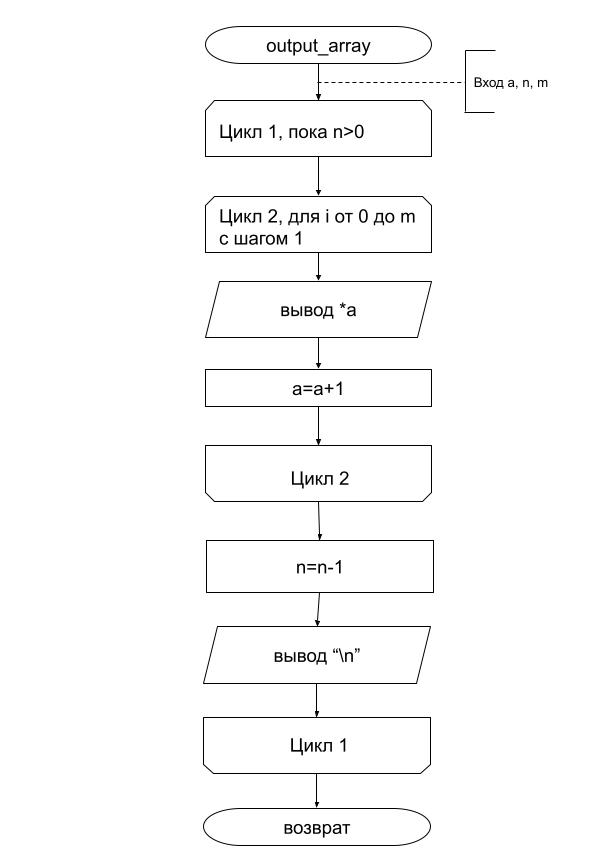 output_array
Вход a, n, m
Цикл 1, пока n>0
Цикл 2, для i от 0 до m
с шагом 1
вывод *a
a=a+1
Цикл 2
n=n-1
вывод “\n”
Цикл 1
возврат